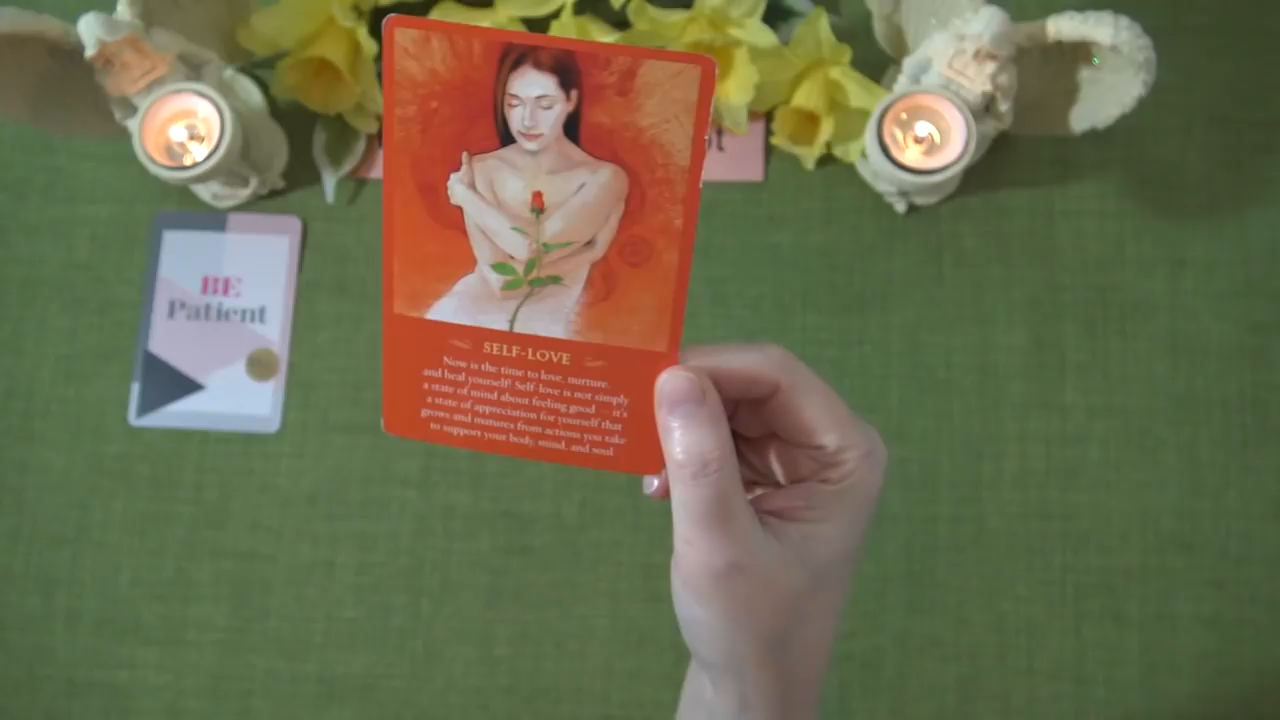 BE
Patient
SELF-LOVE
Now is the time to love, nurture,
and heal yourself! Self-love is not simply
a state of mind about feeling good — it's
a state of appreciation for yourself that
grows and matures from actions you take
to support your body, mind, and soul